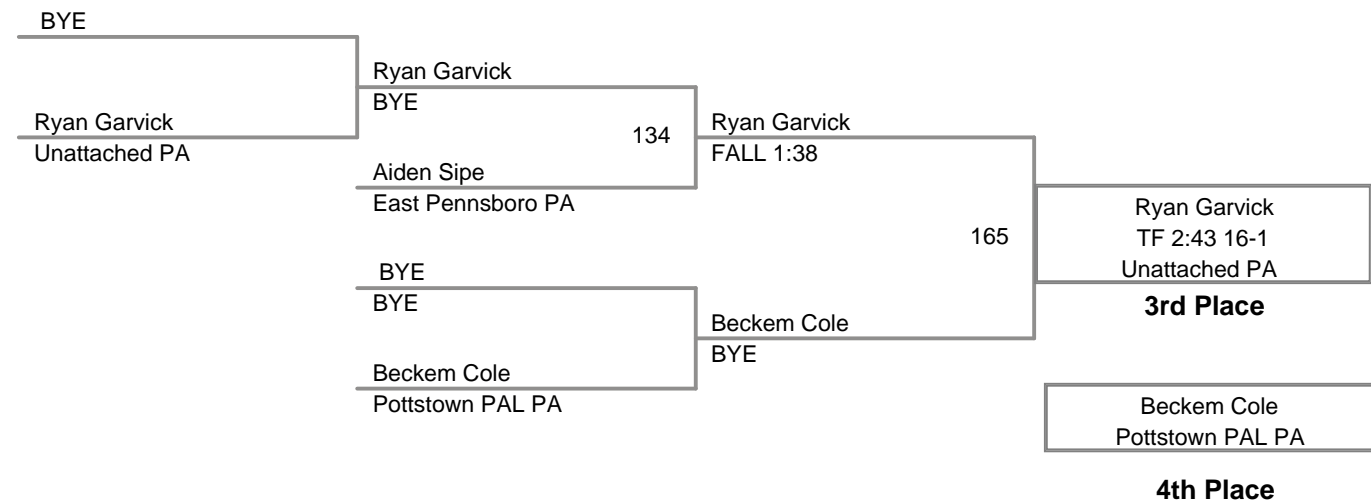 BYE
Ryan Garvick
BYE
Ryan Garvick
Unattached PA
134
Ryan Garvick
FALL 1:38
Aiden Sipe
East Pennsboro PA
165
Ryan Garvick
TF 2:43 16-1
Unattached PA
3rd Place
BYE
BYE
Beckem Cole
BYE
Beckem Cole
Pottstown PAL PA
Beckem Cole
Pottstown PAL PA
4th Place